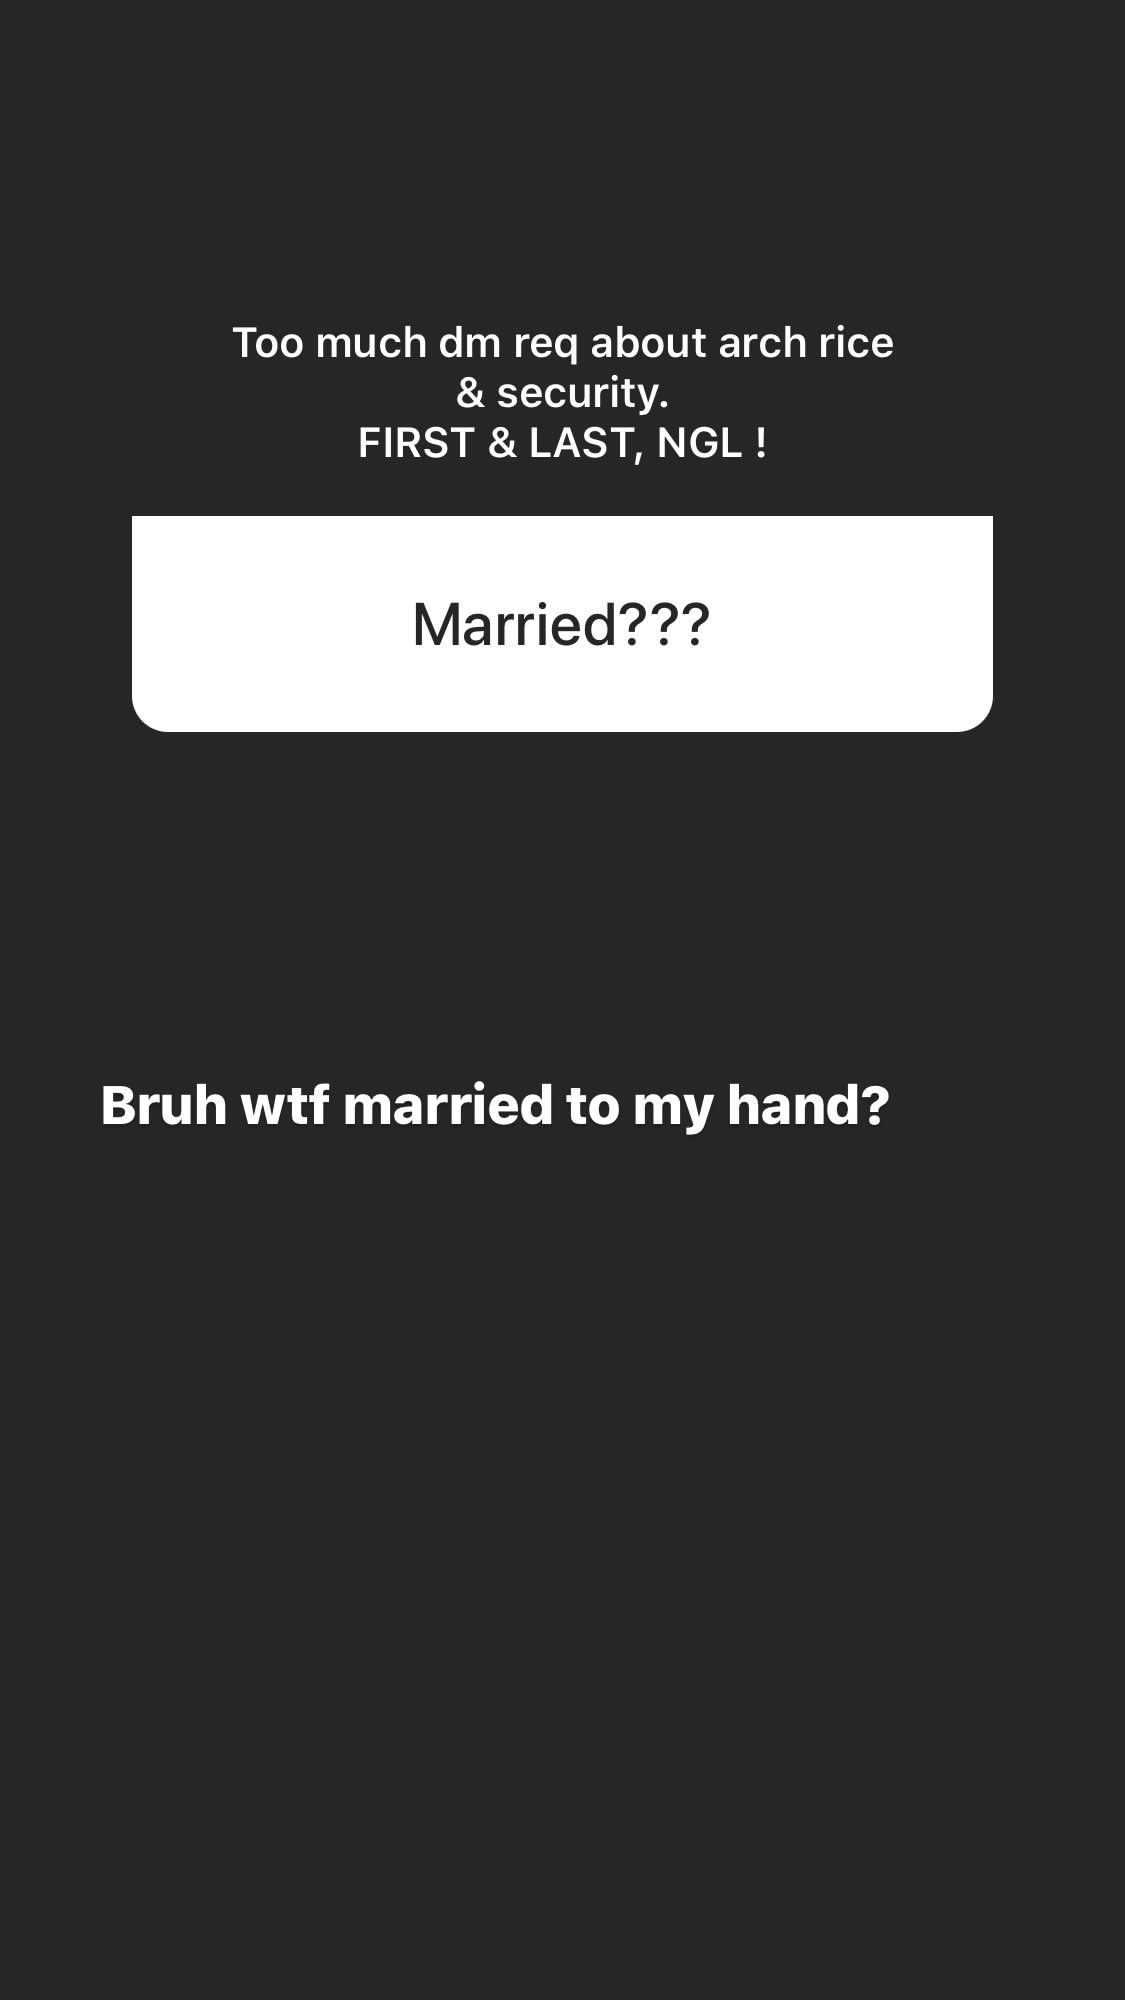 Too much dm req about arch rice
& security.
FIRST & LAST, NGL !
Married???
Bruh wtf married to my hand?